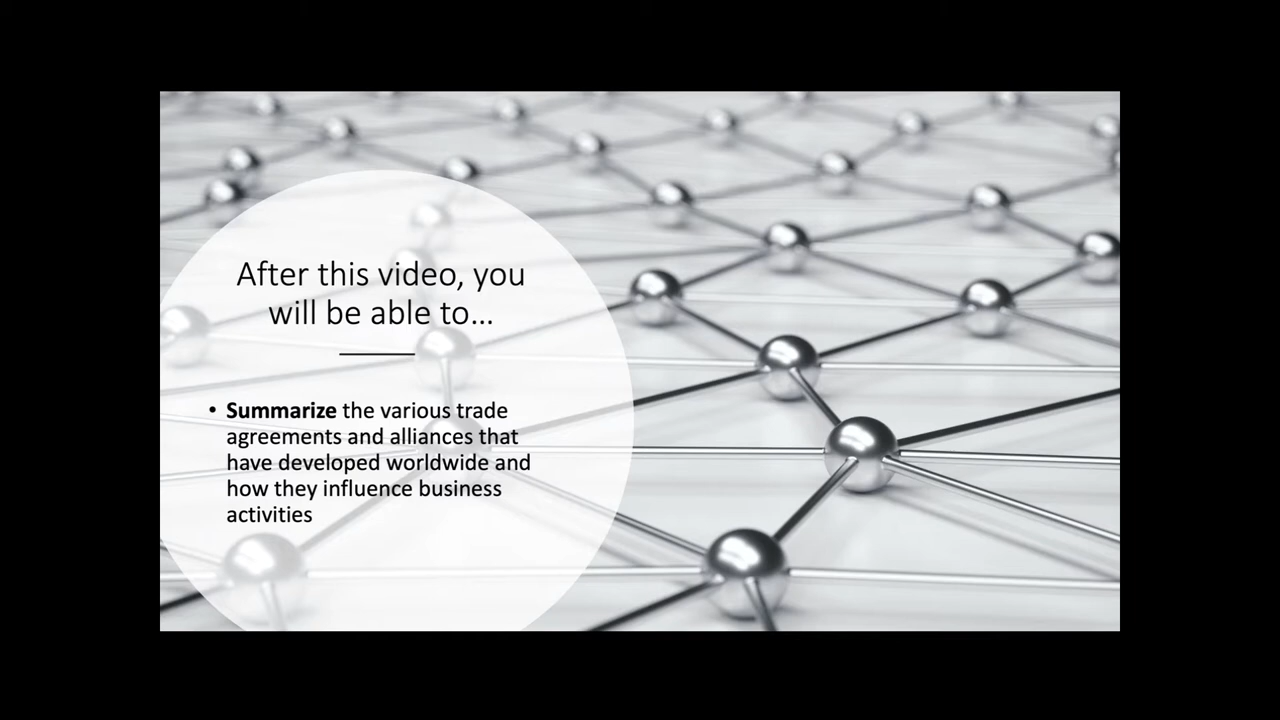 After this video, you
will be able to...
• Summarize the various trade
agreements and alliances that
have developed worldwide and
how they influence business
activities